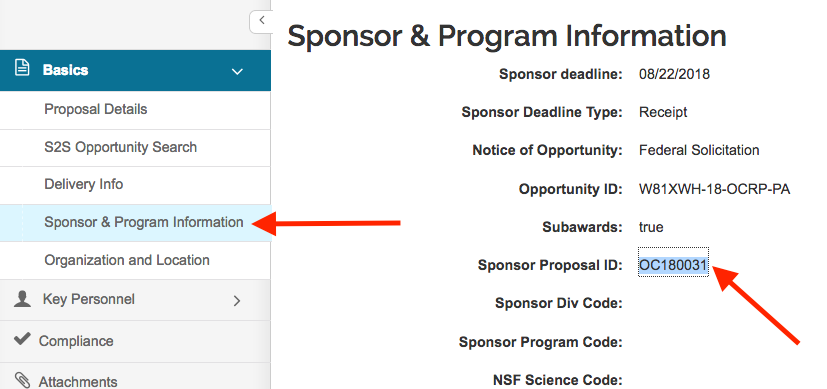 Basics
Proposal Details
S2S Opportunity Search
Delivery Info
Sponsor & Program Information
Organization and Location
Key Personnel
Compliance
Attachments
Sponsor & Program Information
Sponsor deadline: 08/22/2018
Sponsor Deadline Type: Receipt
Notice of Opportunity: Federal Solicitation
Opportunity ID: W81XWH-18-OCRP-PA
Subawards: true
Sponsor Proposal ID: OC180031
Sponsor Div Code:
Sponsor Program Code:
NSF Science Code: